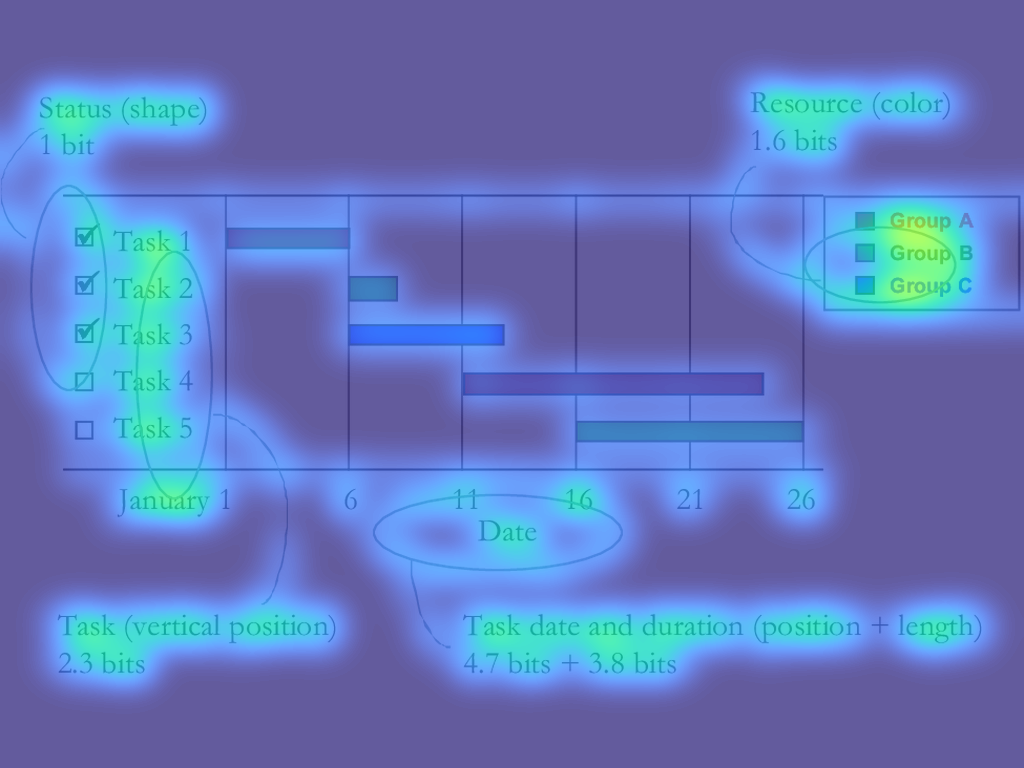 Status (shape)
1 bit
Resource (color)
1.6 bits
Group A
Group B
Group C
Task 1
Task 2
Task 3
Task 4
Task 5
January 1 6 11 16 21 26
Date
Task (vertical position)
2.3 bits
Task date and duration (position + length)
4.7 bits + 3.8 bits